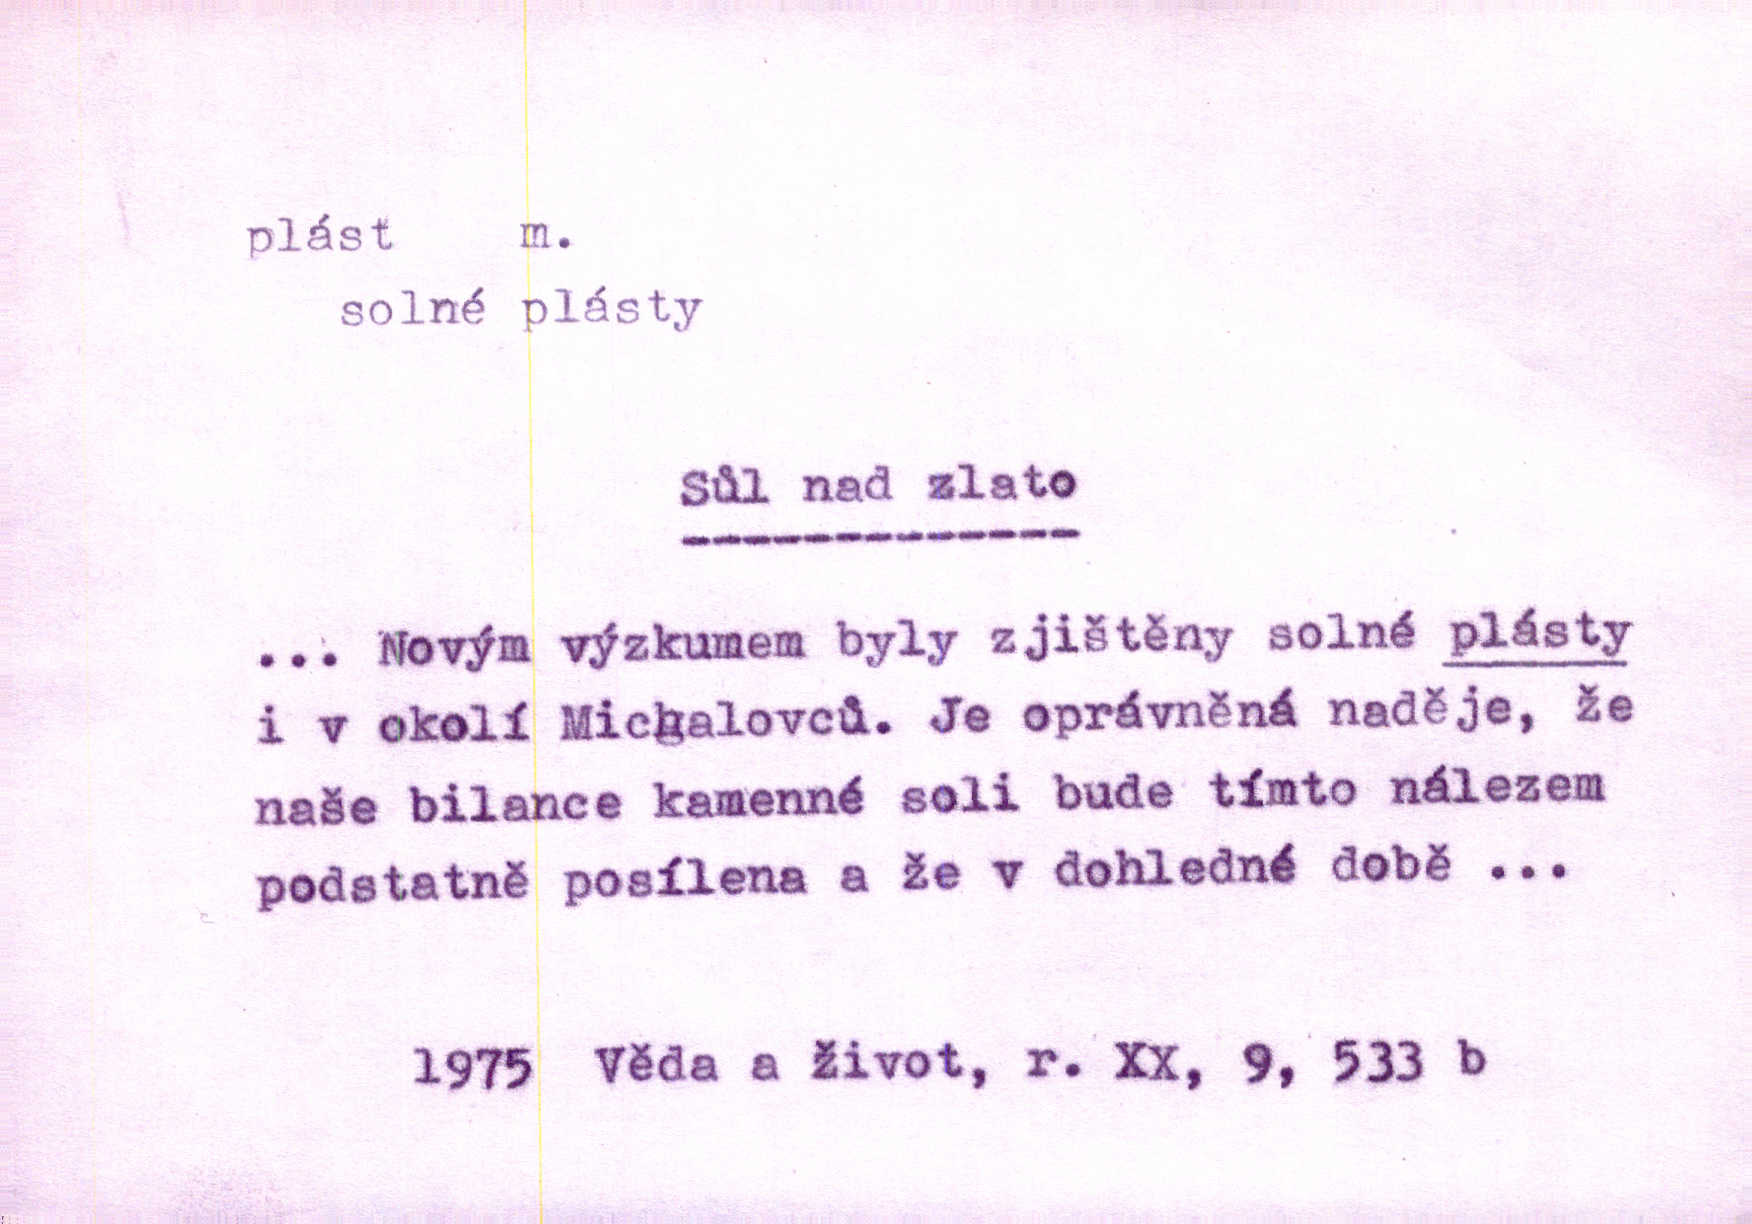 plást m.
solné plásty
Sůl nad zlato
... Novým výzkumem byly zjištěny solné plásty
i v okolí Michalovců. Je oprávněná naděje, že
naše bilance kamenné soli bude tímto nálezem
podstatně posílena a že v dohledné době ...
1975 Věda a život, r. XX, 9, 533 b